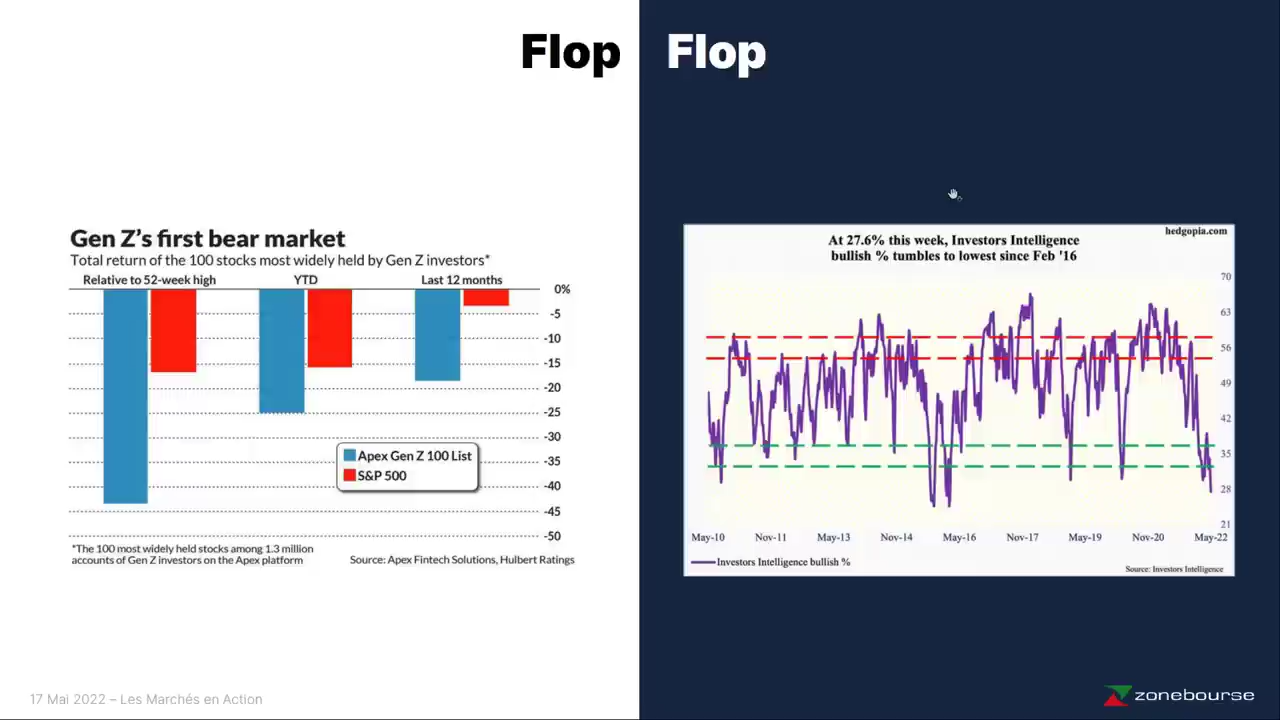 Flop
Gen Z's first bear market
Total return of the 100 stocks most widely held by Gen Z investors*
Relative to 52-week high
YTD
Last 12 months
0%
-5
-10
-15
-20
-25
-30
-35
-40
-45
-50
Apex Gen Z 100 List
S&P 500
*The 100 most widely held stocks among 1.3 million
accounts of Gen Z investors on the Apex platform
Source: Apex Fintech Solutions, Hulbert Ratings
17 Mai 2022 – Les Marchés en Action
Flop
hedgopia.com
At 27.6% this week, Investors Intelligence
bullish % tumbles to lowest since Feb '16
70
63
56
49
42
35
28
21
May-10 Nov-11 May-13 Nov-14 May-16 Nov-17 May-19 Nov-20 May-22
Investors Intelligence bullish %
Source: Investors Intelligence
zonebourse